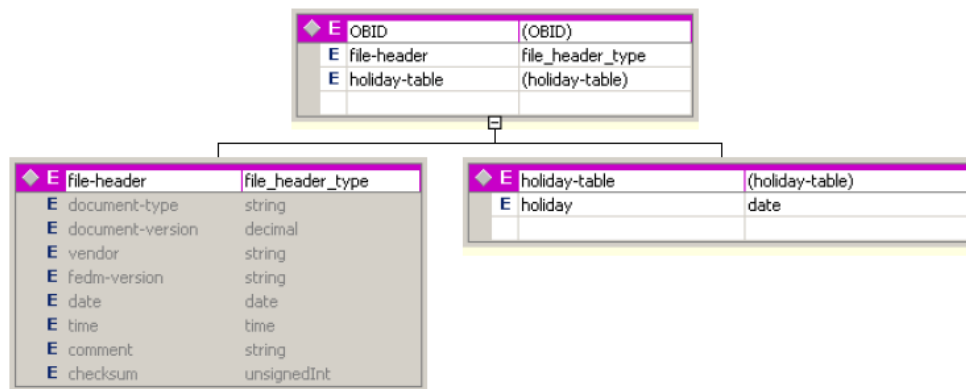 E OBID (OBID)
E file-header file_header_type
E holiday-table (holiday-table)
E file-header file_header_type
E document-type string
E document-version decimal
E vendor string
E fedm-version string
E date date
E time time
E comment string
E checksum unsignedInt
E holiday-table (holiday-table)
E holiday date